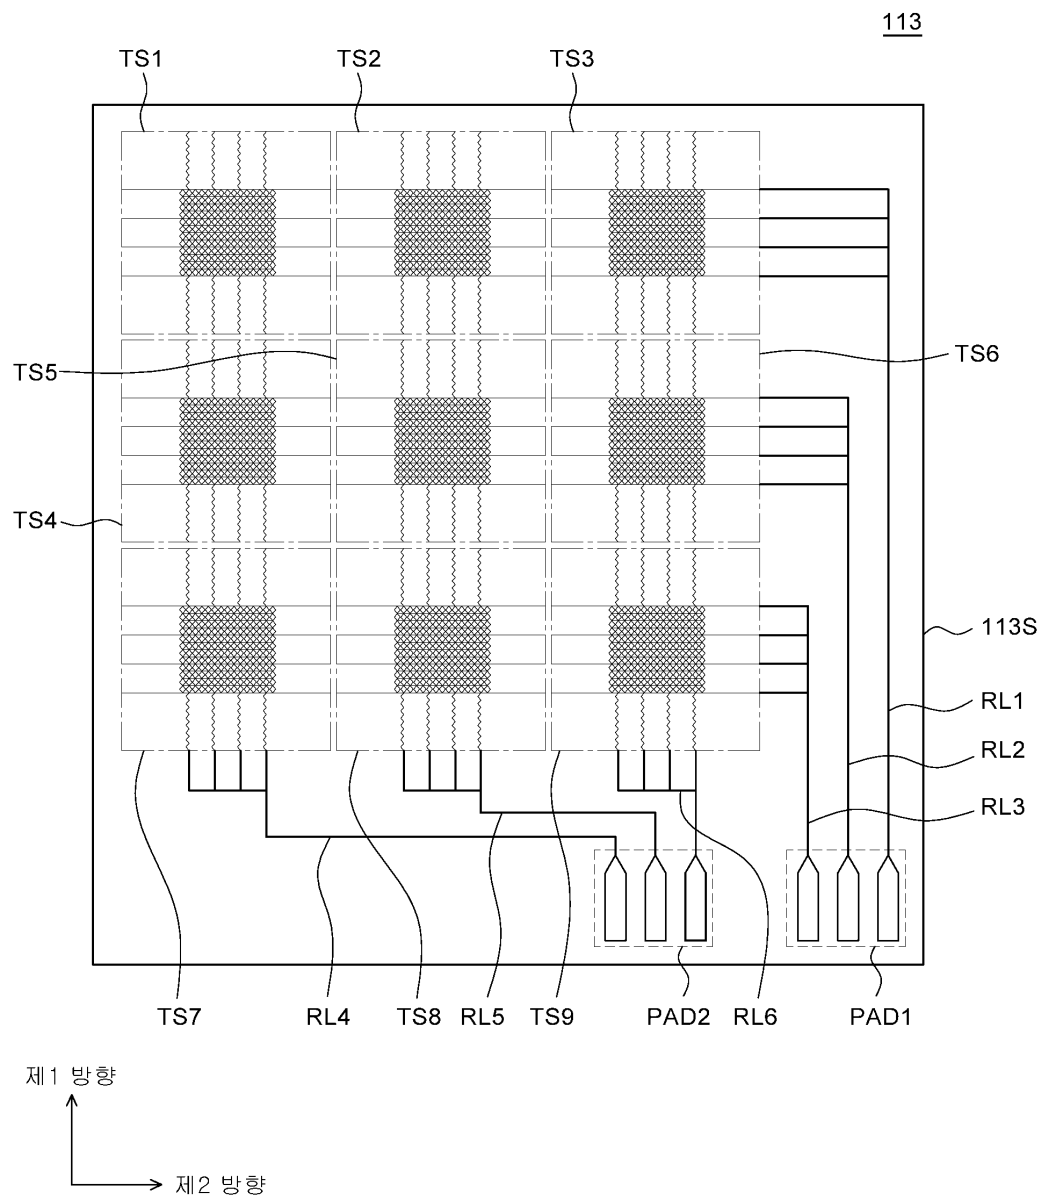 113
TS1 TS2 TS3
TS5 TS6
TS4
113S
RL1
RL2
RL3
TS7 RL4 TS8 RL5 TS9 PAD2 RL6 PAD1
제1 방향
제2 방향